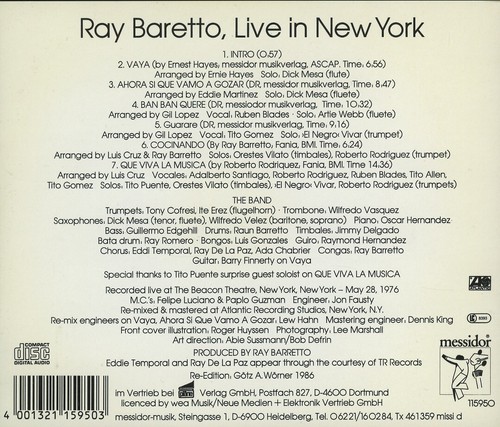 Ray Baretto, Live in New York
1. INTRO (0.57)
2. VAYA (by Ernest Hayes, messidor musikverlag, ASCAP. Time: 6.56)
Arranged by Ernie Hayes Solo: Dick Mesa (flute)
3. AHORA SI QUE VAMO A GOZAR (DR, messidor musikverlag, Time: 8.47)
Arranged by Eddie Martinez Solo: Dick Mesa (fluete)
4. BAN BAN QUERE (DR, messidor musikverlag, Time: 10.32)
Arranged by Gil Lopez Vocal: Ruben Blades · Solo: Artie Webb (fluete)
5. Guarare (DR, messidor musikverlag, Time: 9.16)
Arranged by Gil Lopez Vocal: Tito Gomez Solo: ›El Negro‹ Vivar (trumpet)
6. COCINANDO (By Ray Barretto, Fania, BMI. Time: 6.24)
Arranged by Luis Cruz & Ray Barretto Solos: Orestes Vilato (timbales), Roberto Rodriguez (trumpet)
7. QUE VIVA LA MUSICA (by Roberto Rodriguez, Fania, BMI Time 14.36)
Arranged by Luis Cruz Vocales: Adalberto Santiago, Roberto Rodriguez, Ruben Blades, Tito Allen,
Tito Gomez Solos: Tito Puente, Orestes Vilato (timbales), ›El Negro‹ Vivar, Roberto Rodriguez (trumpets)
THE BAND
Trumpets: Tony Cofresi, Ite Erez (flugelhorn) · Trombone: Wilfredo Vasquez
Saxophones: Dick Mesa (tenor, fluete), Wilfredo Velez (baritone, soprano) Piano: Oscar Hernandez
Bass: Guillermo Edgehill Drums: Raun Barretto Timbales: Jimmy Delgado
Bata drum: Ray Romero · Bongos: Luis Gonzales Guiro: Raymond Hernandez
Chorus: Eddi Temporal, Ray De La Paz, Ada Chabrier Congas: Ray Barretto
Guitar: Barry Finnerty on Vaya
Special thanks to Tito Puente surprise guest soloist on QUE VIVA LA MUSICA
Recorded live at The Beacon Theatre, New York, New York – May 28, 1976
M.C.'s: Felipe Luciano & Paplo Guzman Engineer: Jon Fausty
Re-mixed & mastered at Atlantic Recording Studios, New York, N.Y.
Re-mix engineers on Vaya, Ahora Si Que Vamo A Gozar: Lew Hahn Mastering engineer: Dennis King
Front cover illustration: Roger Huyssen Photography: Lee Marshall
Art direction: Abie Sussmann/Bob Defrin
PRODUCED BY RAY BARRETTO
Eddie Temporal and Ray De La Paz appear through the courtesy of TR Records
Re-Edition: Götz A. Wörner 1986
im Vertrieb bei Verlag GmbH, Postfach 827, D-4600 Dortmund
licenced by wea Musik/Neue Medien + Elektronik Vertrieb GmbH
messidor-musik, Steingasse 1, D-6900 Heidelberg, Tel. 06221/160284, Tx 461359 missi d
COMPACT
disc
DIGITAL AUDIO
4 001321 159503
messidor
115950